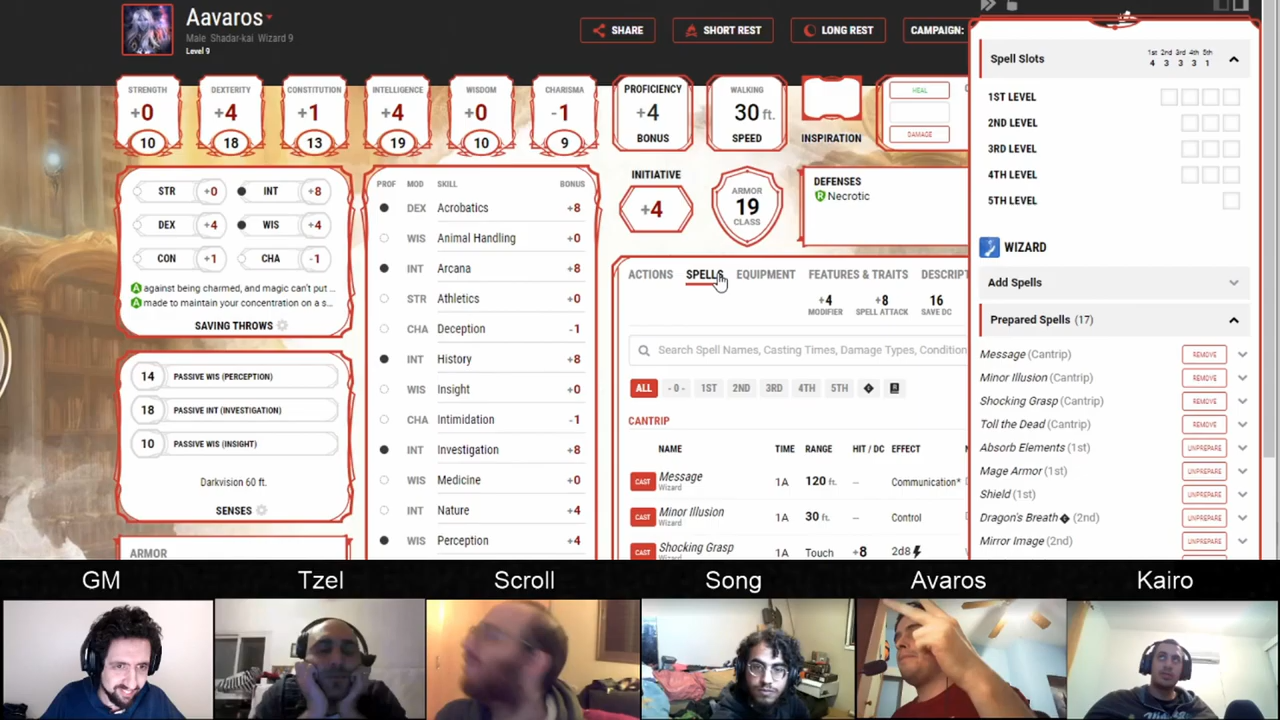 Aavaros
Male Shadar-kai Wizard 9
Level 9
SHARE
SHORT REST
LONG REST
CAMPAIGN:
STRENGTH
+0
10
DEXTERITY
+4
18
CONSTITUTION
+1
13
INTELLIGENCE
+4
19
WISDOM
+0
10
CHARISMA
-1
9
PROFICIENCY
+4
BONUS
WALKING
30 ft.
SPEED
INSPIRATION
HEAL
DAMAGE
STR +0
INT +8
DEX +4
WIS +4
CON +1
CHA -1
against being charmed, and magic can't put ...
made to maintain your concentration on a s...
SAVING THROWS
14 PASSIVE WIS (PERCEPTION)
18 PASSIVE INT (INVESTIGATION)
10 PASSIVE WIS (INSIGHT)
Darkvision 60 ft.
SENSES
ARMOR
PROF MOD SKILL BONUS
DEX Acrobatics +8
WIS Animal Handling +0
INT Arcana +8
STR Athletics +0
CHA Deception -1
INT History +8
WIS Insight +0
CHA Intimidation -1
INT Investigation +8
WIS Medicine +0
INT Nature +4
WIS Perception +4
INITIATIVE
+4
ARMOR
19
CLASS
DEFENSES
Necrotic
ACTIONS SPELLS EQUIPMENT FEATURES & TRAITS DESCRIPT
+4
MODIFIER
+8
SPELL ATTACK
16
SAVE DC
Search Spell Names, Casting Times, Damage Types, Condition
ALL - 0 - 1ST 2ND 3RD 4TH 5TH
CANTRIP
NAME TIME RANGE HIT / DC EFFECT
CAST Message 1A 120 ft. – Communication*
Wizard
CAST Minor Illusion 1A 30 ft. – Control
Wizard
CAST Shocking Grasp 1A Touch +8 2d8
Wizard
Spell Slots
1st 2nd 3rd 4th 5th
4 3 3 3 1
1ST LEVEL
2ND LEVEL
3RD LEVEL
4TH LEVEL
5TH LEVEL
WIZARD
Add Spells
Prepared Spells (17)
Message (Cantrip) REMOVE
Minor Illusion (Cantrip) REMOVE
Shocking Grasp (Cantrip) REMOVE
Toll the Dead (Cantrip) REMOVE
Absorb Elements (1st) UNPREPARE
Mage Armor (1st) UNPREPARE
Shield (1st) UNPREPARE
Dragon's Breath (2nd) UNPREPARE
Mirror Image (2nd) UNPREPARE
GM
Tzel
Scroll
Song
Avaros
Kairo